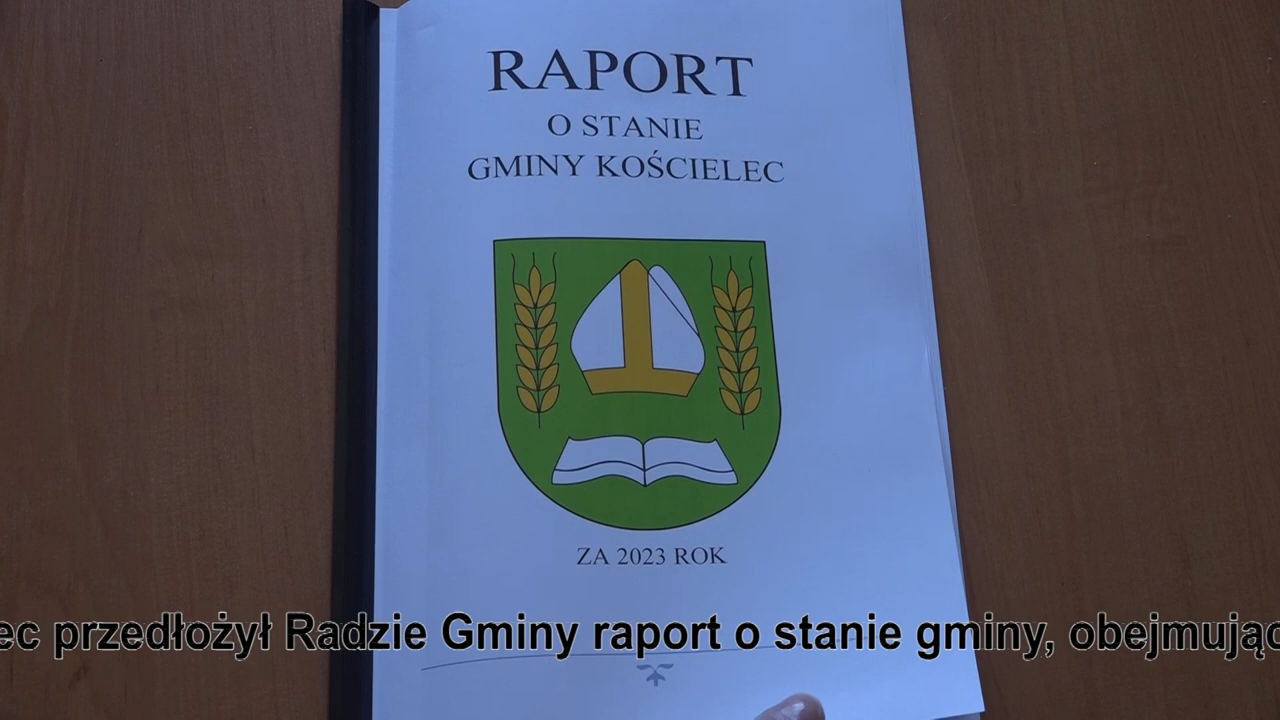 RAPORT
O STANIE
GMINY KOŚCIELEC
ZA 2023 ROK
przedłożył Radzie Gminy raport o stanie gminy,